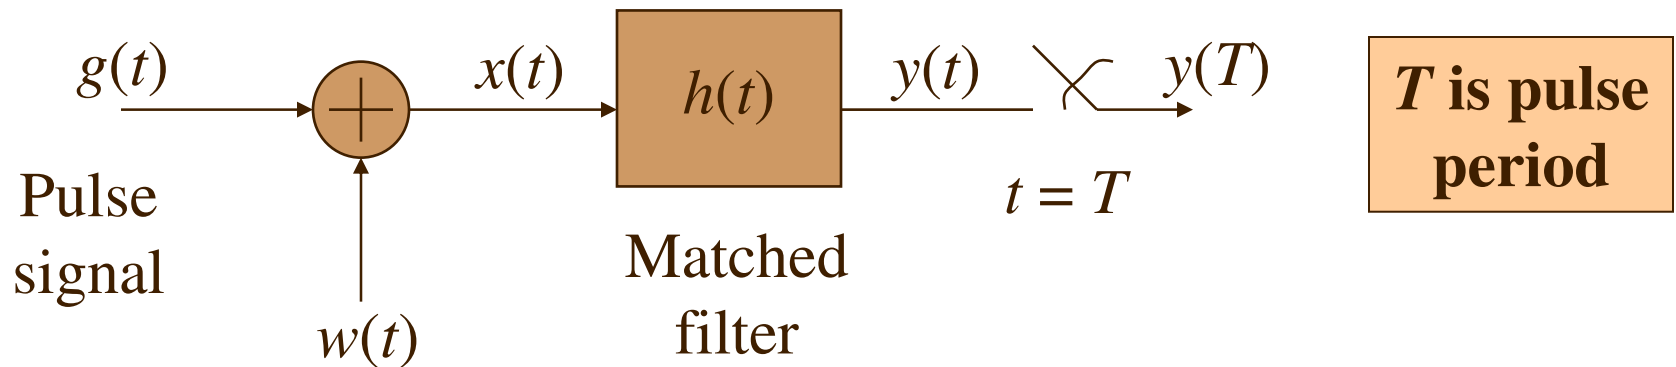 g(t)
x(t)
h(t)
y(t)
y(T)
T is pulse
period
Pulse
signal
w(t)
Matched
filter
t = T